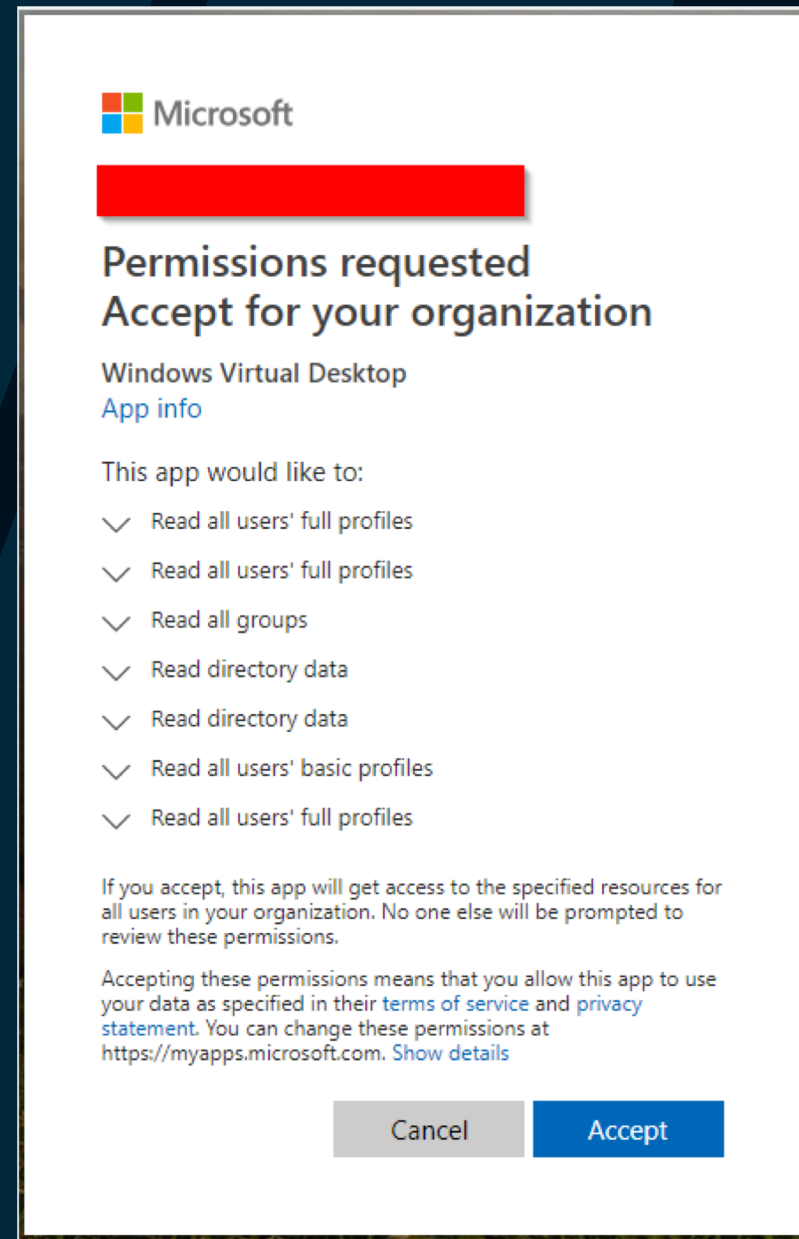 Microsoft
Permissions requested
Accept for your organization
Windows Virtual Desktop
App info
This app would like to:
Read all users' full profiles
Read all users' full profiles
Read all groups
Read directory data
Read directory data
Read all users' basic profiles
Read all users' full profiles
If you accept, this app will get access to the specified resources for
all users in your organization. No one else will be prompted to
review these permissions.
Accepting these permissions means that you allow this app to use
your data as specified in their terms of service and privacy
statement. You can change these permissions at
https://myapps.microsoft.com. Show details
Cancel Accept